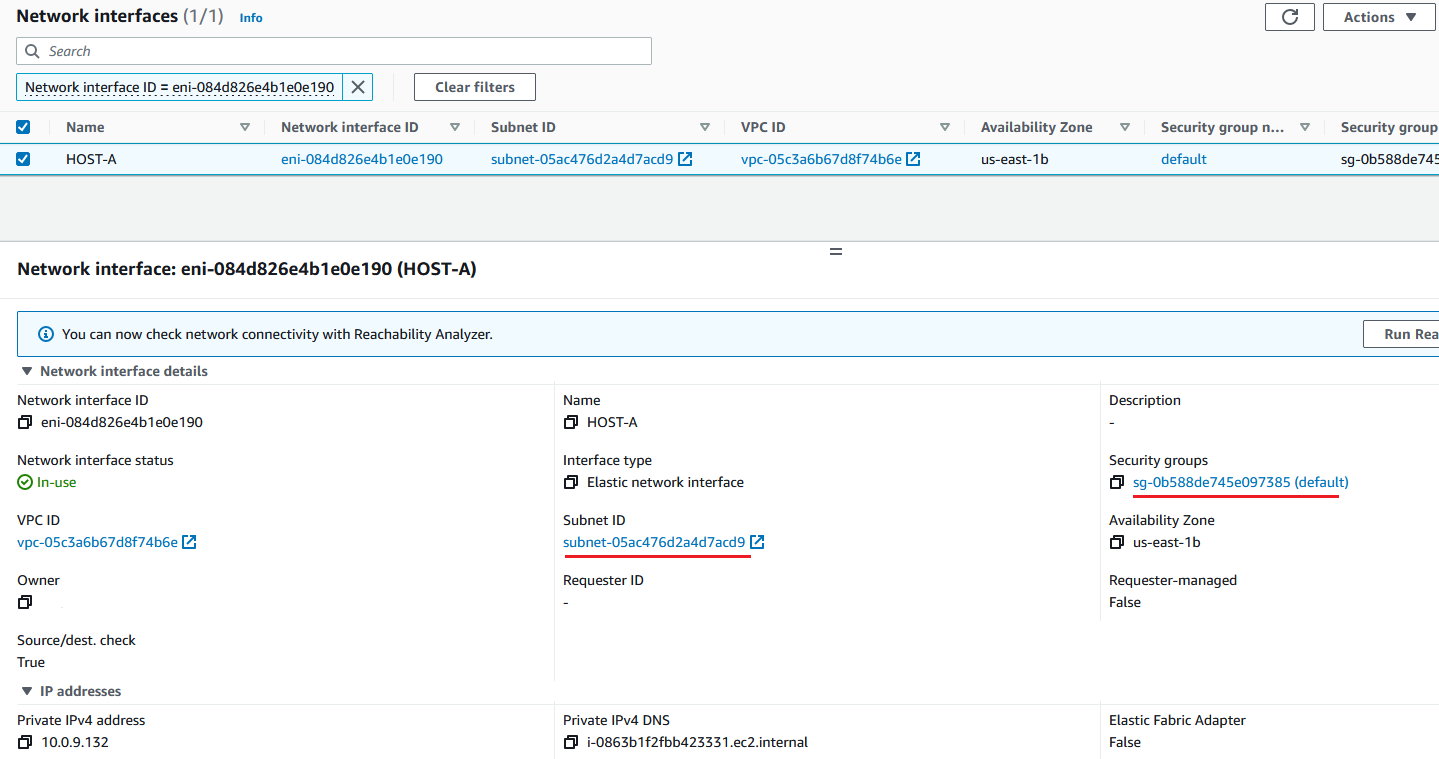 Network interfaces (1/1) Info
Actions
Search
Network interface ID = eni-084d826e4b1e0e190
Clear filters
Name Network interface ID Subnet ID VPC ID Availability Zone Security group n... Security group
HOST-A eni-084d826e4b1e0e190 subnet-05ac476d2a4d7acd9 vpc-05c3a6b67d8f74b6e us-east-1b default sg-0b588de745
Network interface: eni-084d826e4b1e0e190 (HOST-A)
You can now check network connectivity with Reachability Analyzer.
Run Rea
Network interface details
Network interface ID Name Description
eni-084d826e4b1e0e190 HOST-A -
Network interface status Interface type Security groups
In-use Elastic network interface sg-0b588de745e097385 (default)
VPC ID Subnet ID Availability Zone
vpc-05c3a6b67d8f74b6e subnet-05ac476d2a4d7acd9 us-east-1b
Owner Requester ID Requester-managed
- False
Source/dest. check
True
IP addresses
Private IPv4 address Private IPv4 DNS Elastic Fabric Adapter
10.0.9.132 i-0863b1f2fbb423331.ec2.internal False